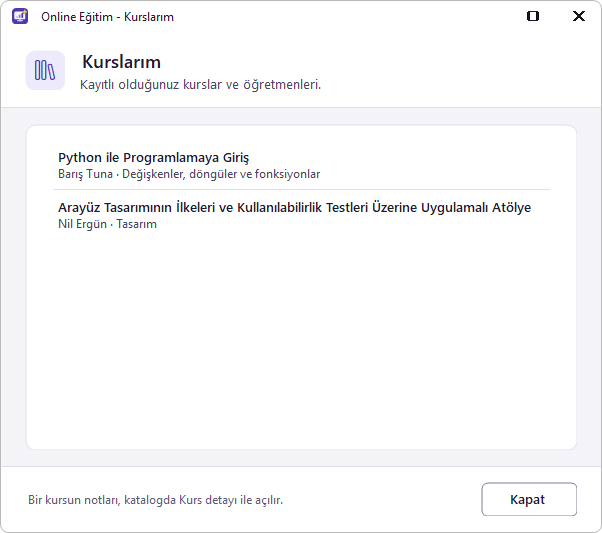 Online Eğitim - Kurslarım
Kurslarım
Kayıtlı olduğunuz kurslar ve öğretmenleri.
Python ile Programlamaya Giriş
Barış Tuna · Değişkenler, döngüler ve fonksiyonlar
Arayüz Tasarımının İlkeleri ve Kullanılabilirlik Testleri Üzerine Uygulamalı Atölye
Nil Ergün · Tasarım
Bir kursun notları, katalogda Kurs detayı ile açılır.
Kapat